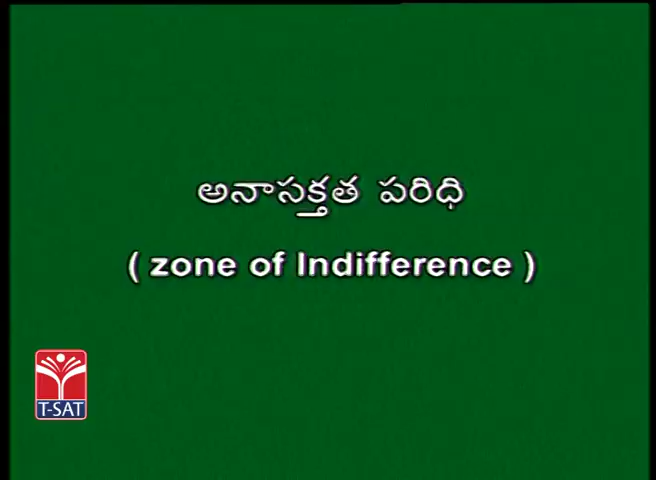 అనాసక్తత పరిధి
( zone of Indifference )
T-SAT